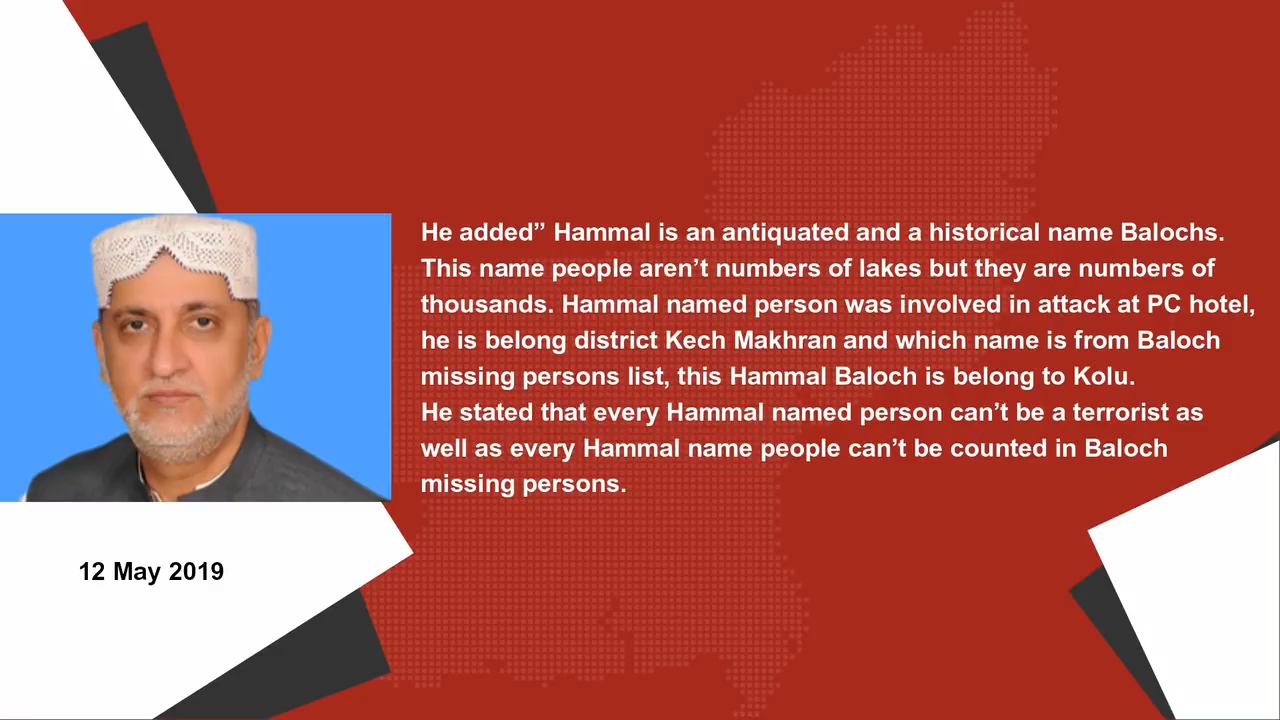 He added” Hammal is an antiquated and a historical name Balochs.
This name people aren’t numbers of lakes but they are numbers of
thousands. Hammal named person was involved in attack at PC hotel,
he is belong district Kech Makhran and which name is from Baloch
missing persons list, this Hammal Baloch is belong to Kolu.
He stated that every Hammal named person can’t be a terrorist as
well as every Hammal name people can’t be counted in Baloch
missing persons.
12 May 2019